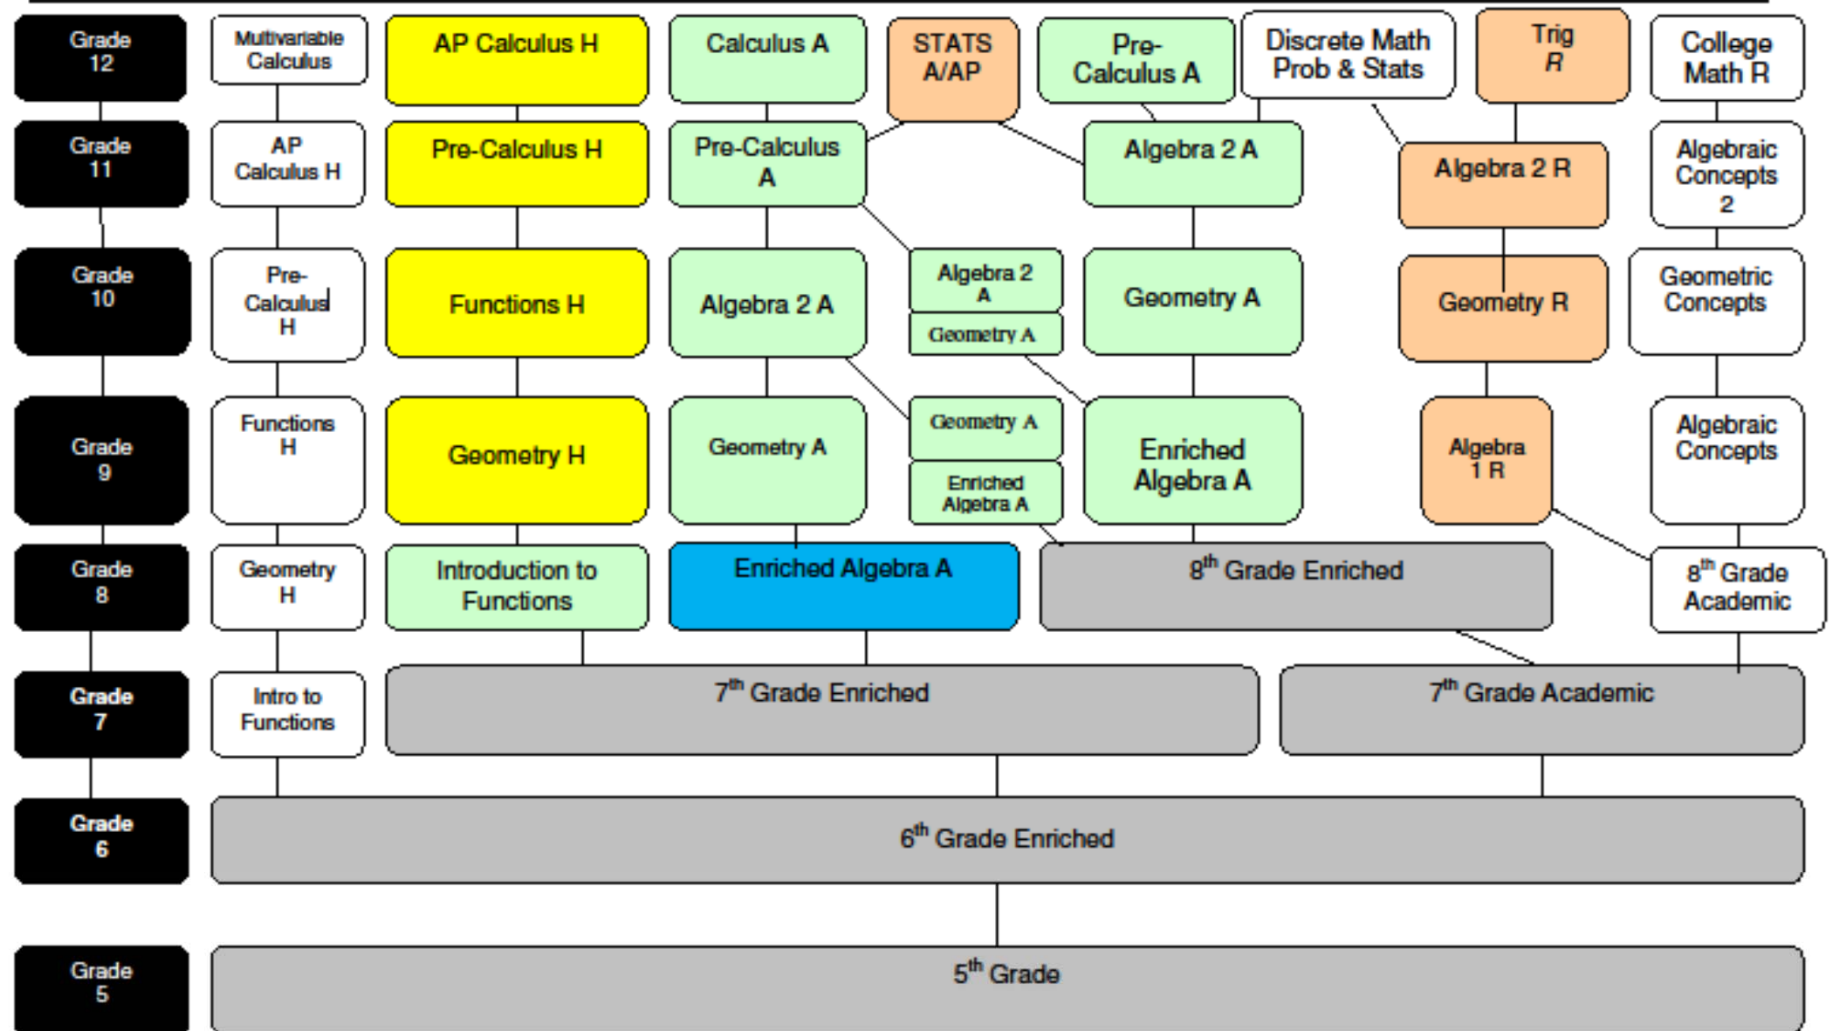 Grade
12
Multivariable
Calculus
AP Calculus H
Calculus A
STATS
A/AP
Pre-
Calculus A
Discrete Math
Prob & Stats
Trig
R
College
Math R
Grade
11
AP
Calculus H
Pre-Calculus H
Pre-Calculus
A
Algebra 2 A
Algebra 2 R
Algebraic
Concepts
2
Grade
10
Pre-
Calculus
H
Functions H
Algebra 2 A
Algebra 2
A
Geometry A
Geometry A
Geometry R
Geometric
Concepts
Grade
9
Functions
H
Geometry H
Geometry A
Geometry A
Enriched
Algebra A
Enriched
Algebra A
Algebra
1 R
Algebraic
Concepts
Grade
8
Geometry
H
Introduction to
Functions
Enriched Algebra A
8th Grade Enriched
8th Grade
Academic
Grade
7
Intro to
Functions
7th Grade Enriched
7th Grade Academic
Grade
6
6th Grade Enriched
Grade
5
5th Grade